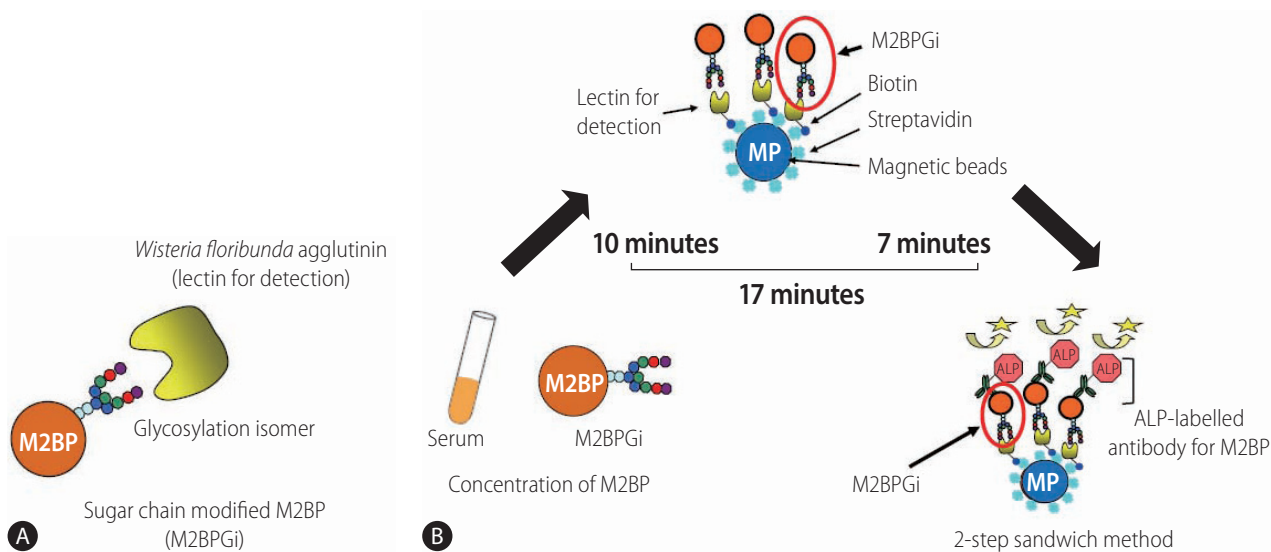 Wisteria floribunda agglutinin
(lectin for detection)
M2BP
Glycosylation isomer
Sugar chain modified M2BP
(M2BPGi)
A
M2BPGi
Lectin for
detection
Biotin
Streptavidin
MP
Magnetic beads
10 minutes
7 minutes
17 minutes
Serum
M2BP
M2BPGi
Concentration of M2BP
ALP
ALP
ALP
ALP-labelled
antibody for M2BP
M2BPGi
MP
2-step sandwich method
B